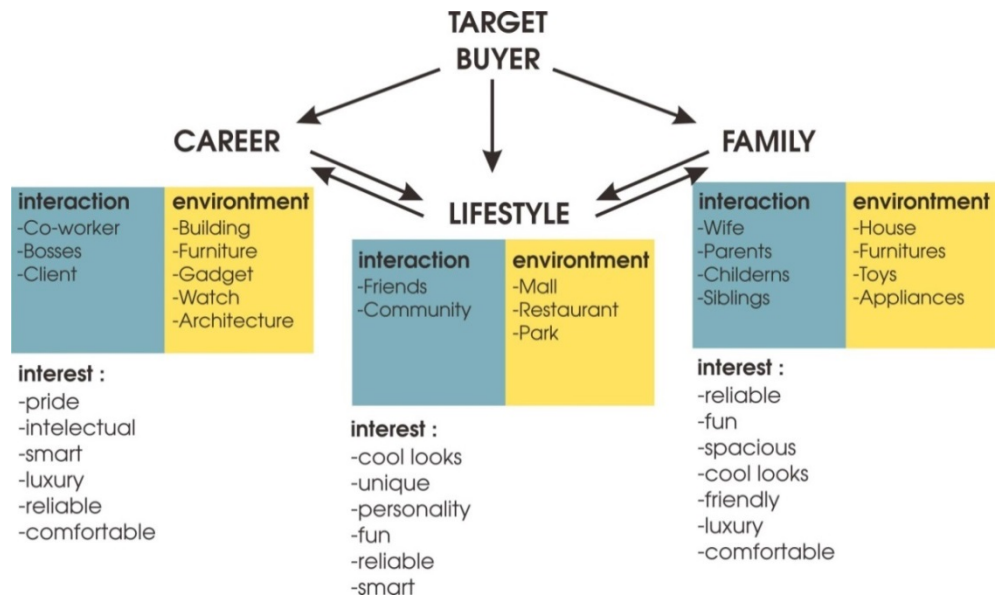 TARGET
BUYER
CAREER
interaction
-Co-worker
-Bosses
-Client
environtment
-Building
-Furniture
-Gadget
-Watch
-Architecture
interest :
-pride
-intelectual
-smart
-luxury
-reliable
-comfortable
LIFESTYLE
interaction
-Friends
-Community
environtment
-Mall
-Restaurant
-Park
interest :
-cool looks
-unique
-personality
-fun
-reliable
-smart
FAMILY
interaction
-Wife
-Parents
-Childerns
-Siblings
environtment
-House
-Furnitures
-Toys
-Appliances
interest :
-reliable
-fun
-spacious
-cool looks
-friendly
-luxury
-comfortable